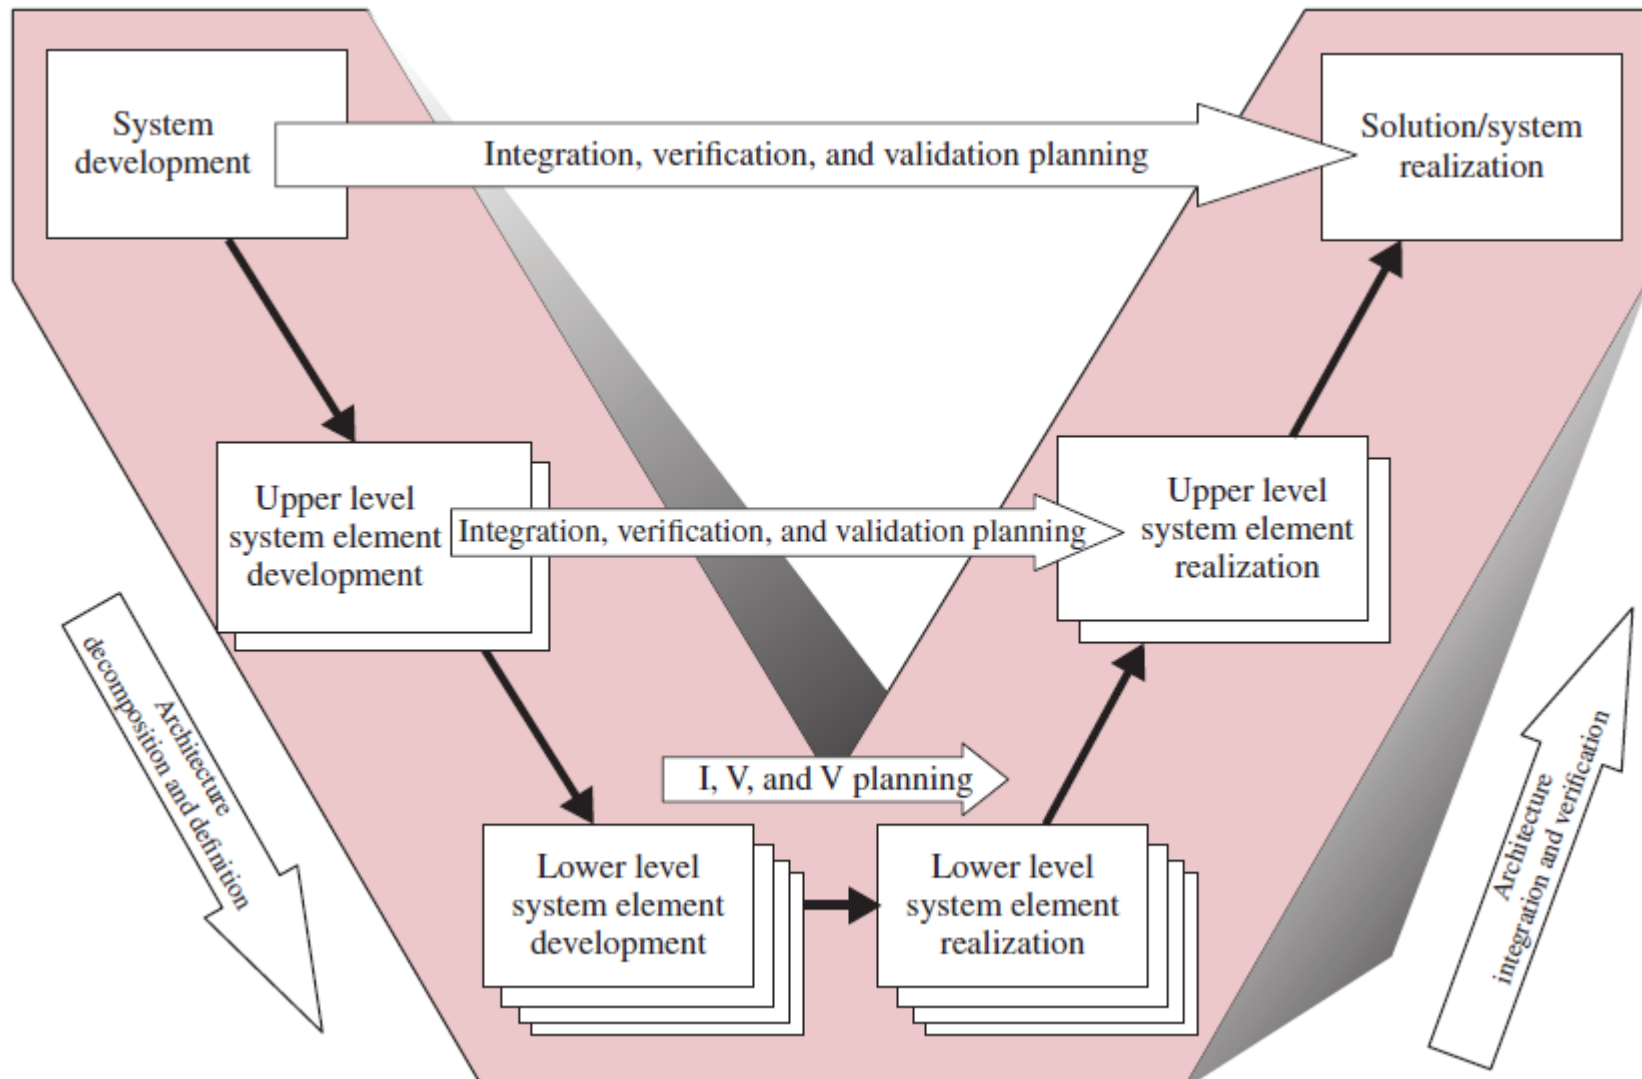 System
development
Integration, verification, and validation planning
Solution/system
realization
Upper level
system element
development
Integration, verification, and validation planning
Upper level
system element
realization
Architecture
decomposition and definition
I, V, and V planning
Architecture
integration and verification
Lower level
system element
development
Lower level
system element
realization